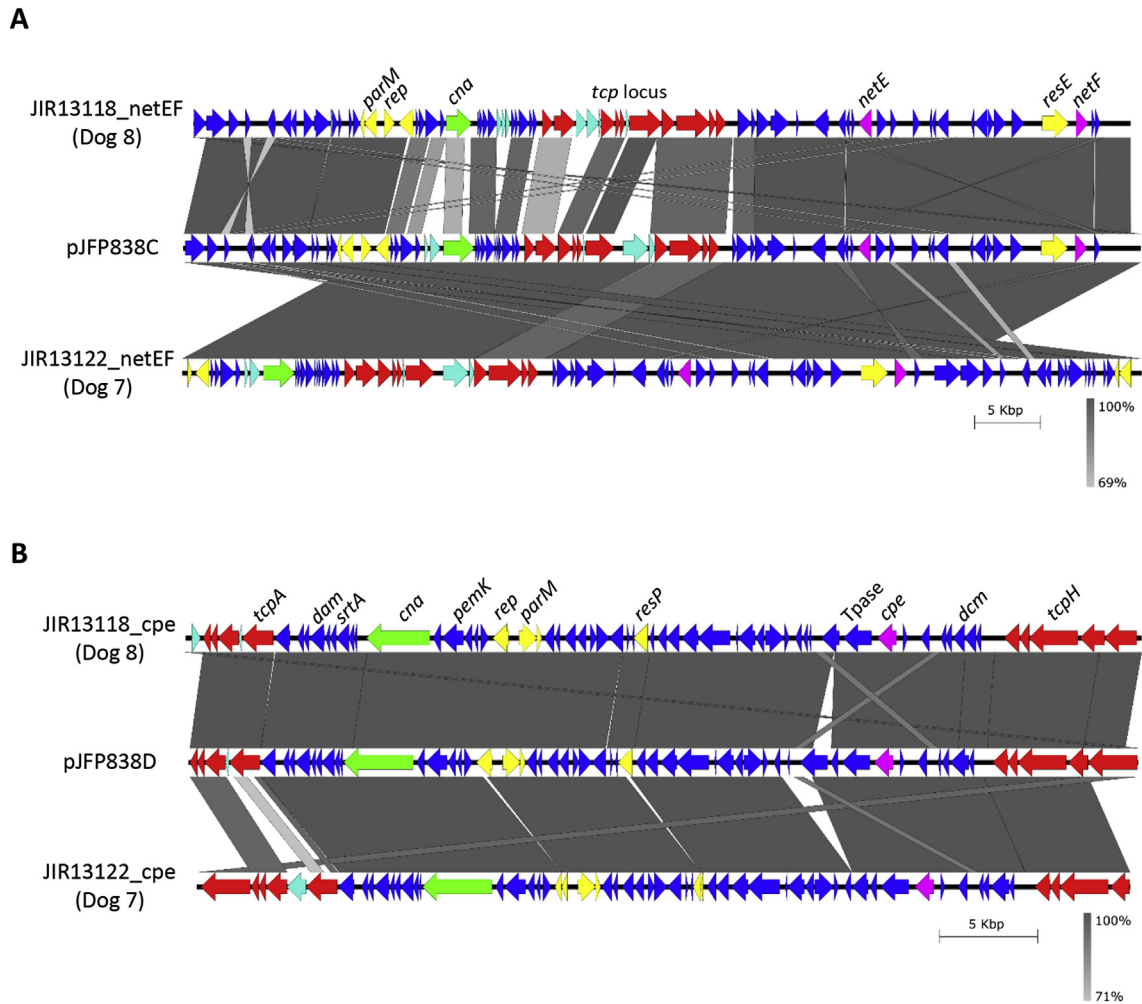 A
JIR13118_netEF
(Dog 8)
parM
rep
cna
tcp locus
netE
resE
netF
pJFP838C
JIR13122_netEF
(Dog 7)
5 Kbp
100%
69%
B
JIR13118_cpe
(Dog 8)
tcpA
dam
srtA
cna
pemK
rep
parM
resP
Tpase
cpe
dcm
tcpH
pJFP838D
JIR13122_cpe
(Dog 7)
5 Kbp
100%
71%